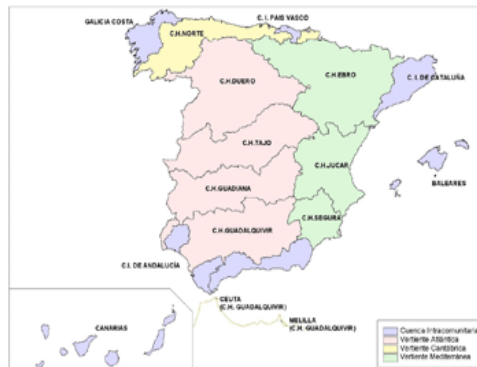 GALICIA COSTA
C. I. PAIS VASCO
C.H.NORTE
C.H.DUERO
C.H.EBRO
C. I. DE CATALUÑA
C.H.TAJO
C.H.JUCAR
BALEARES
C.H.GUADIANA
C.H.SEGURA
C.H.GUADALQUIVIR
C.I. DE ANDALUCÍA
CEUTA
(C.H. GUADALQUIVIR)
MELILLA
(C.H. GUADALQUIVIR)
CANARIAS
Cuenca Intracomunitaria
Vertiente Atlántica
Vertiente Cantábrica
Vertiente Mediterránea